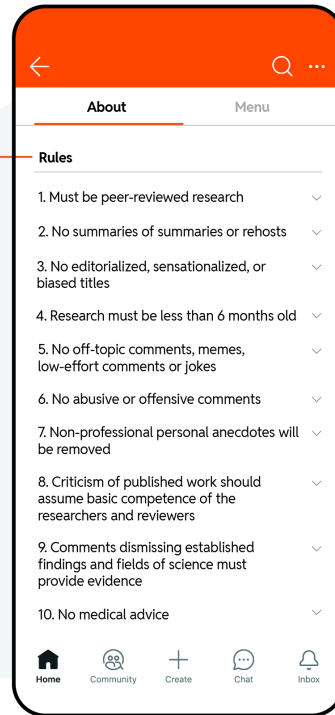 About
Menu
Rules
1. Must be peer-reviewed research
2. No summaries of summaries or rehosts
3. No editorialized, sensationalized, or
biased titles
4. Research must be less than 6 months old
5. No off-topic comments, memes,
low-effort comments or jokes
6. No abusive or offensive comments
7. Non-professional personal anecdotes will
be removed
8. Criticism of published work should
assume basic competence of the
researchers and reviewers
9. Comments dismissing established
findings and fields of science must
provide evidence
10. No medical advice
Home
Community
Create
Chat
Inbox